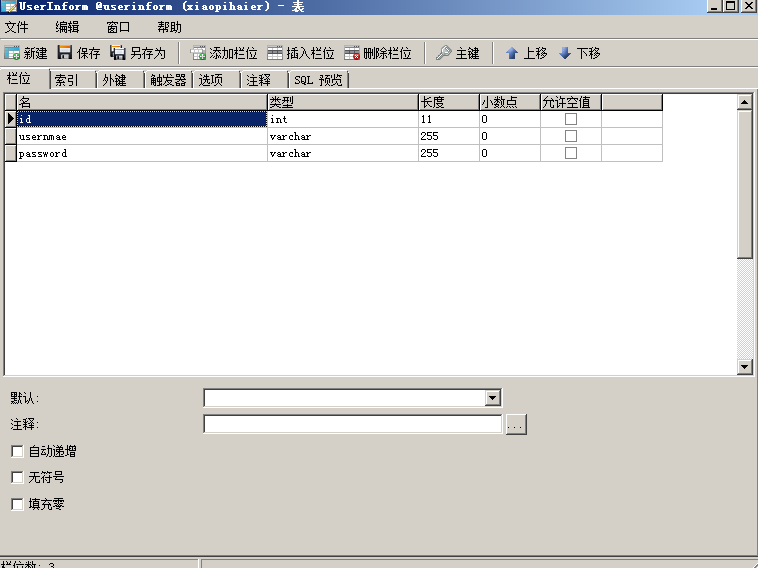 UserInform @userinform (xiaopihaier) - 表
文件 编辑 窗口 帮助
新建 保存 另存为 添加栏位 插入栏位 删除栏位 主键 上移 下移
栏位 索引 外键 触发器 选项 注释 SQL 预览
名 类型 长度 小数点 允许空值
id int 11 0
usernmae varchar 255 0
password varchar 255 0
默认:
注释:
...
自动递增
无符号
填充零
栏位数: 3